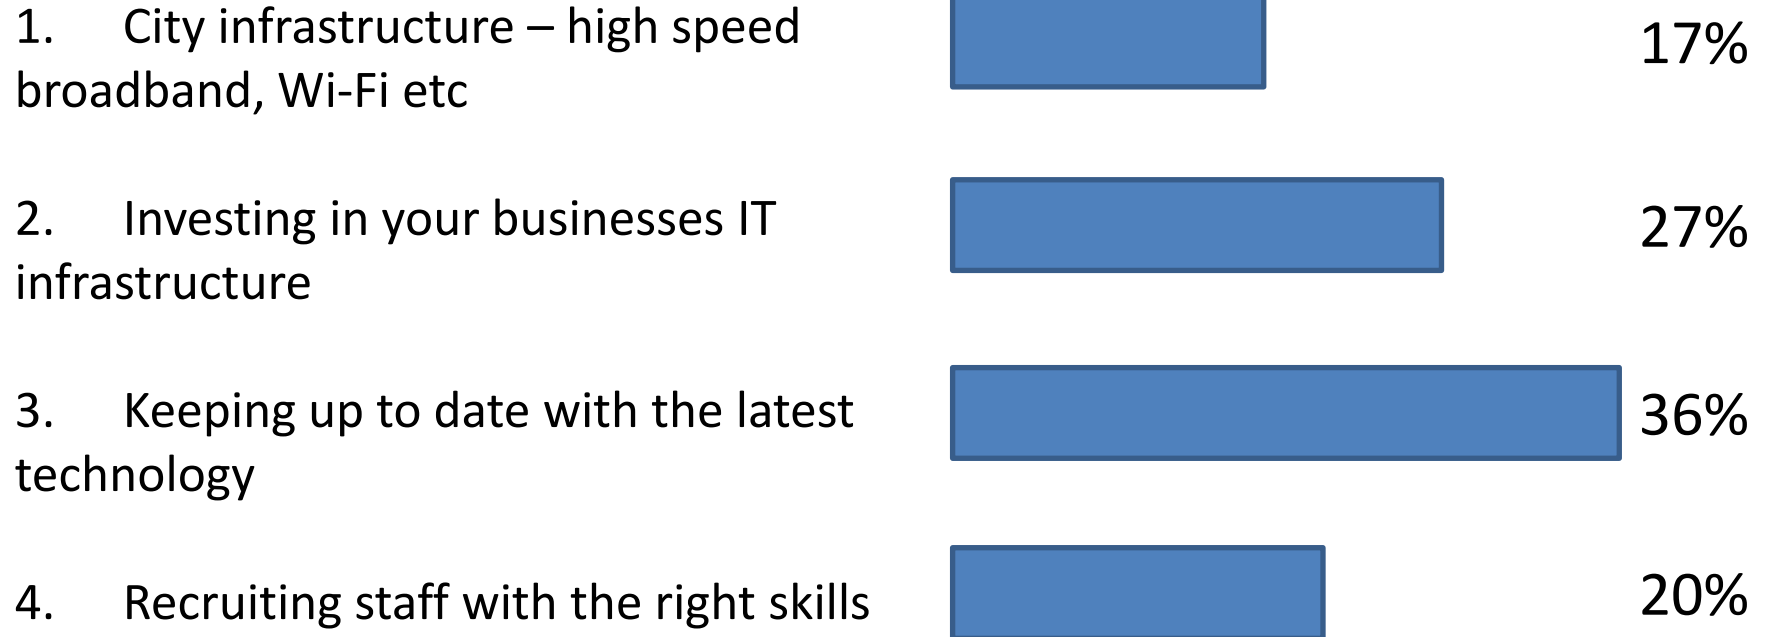 1. City infrastructure – high speed
broadband, Wi-Fi etc
17%
2. Investing in your businesses IT
infrastructure
27%
3. Keeping up to date with the latest
technology
36%
4. Recruiting staff with the right skills
20%